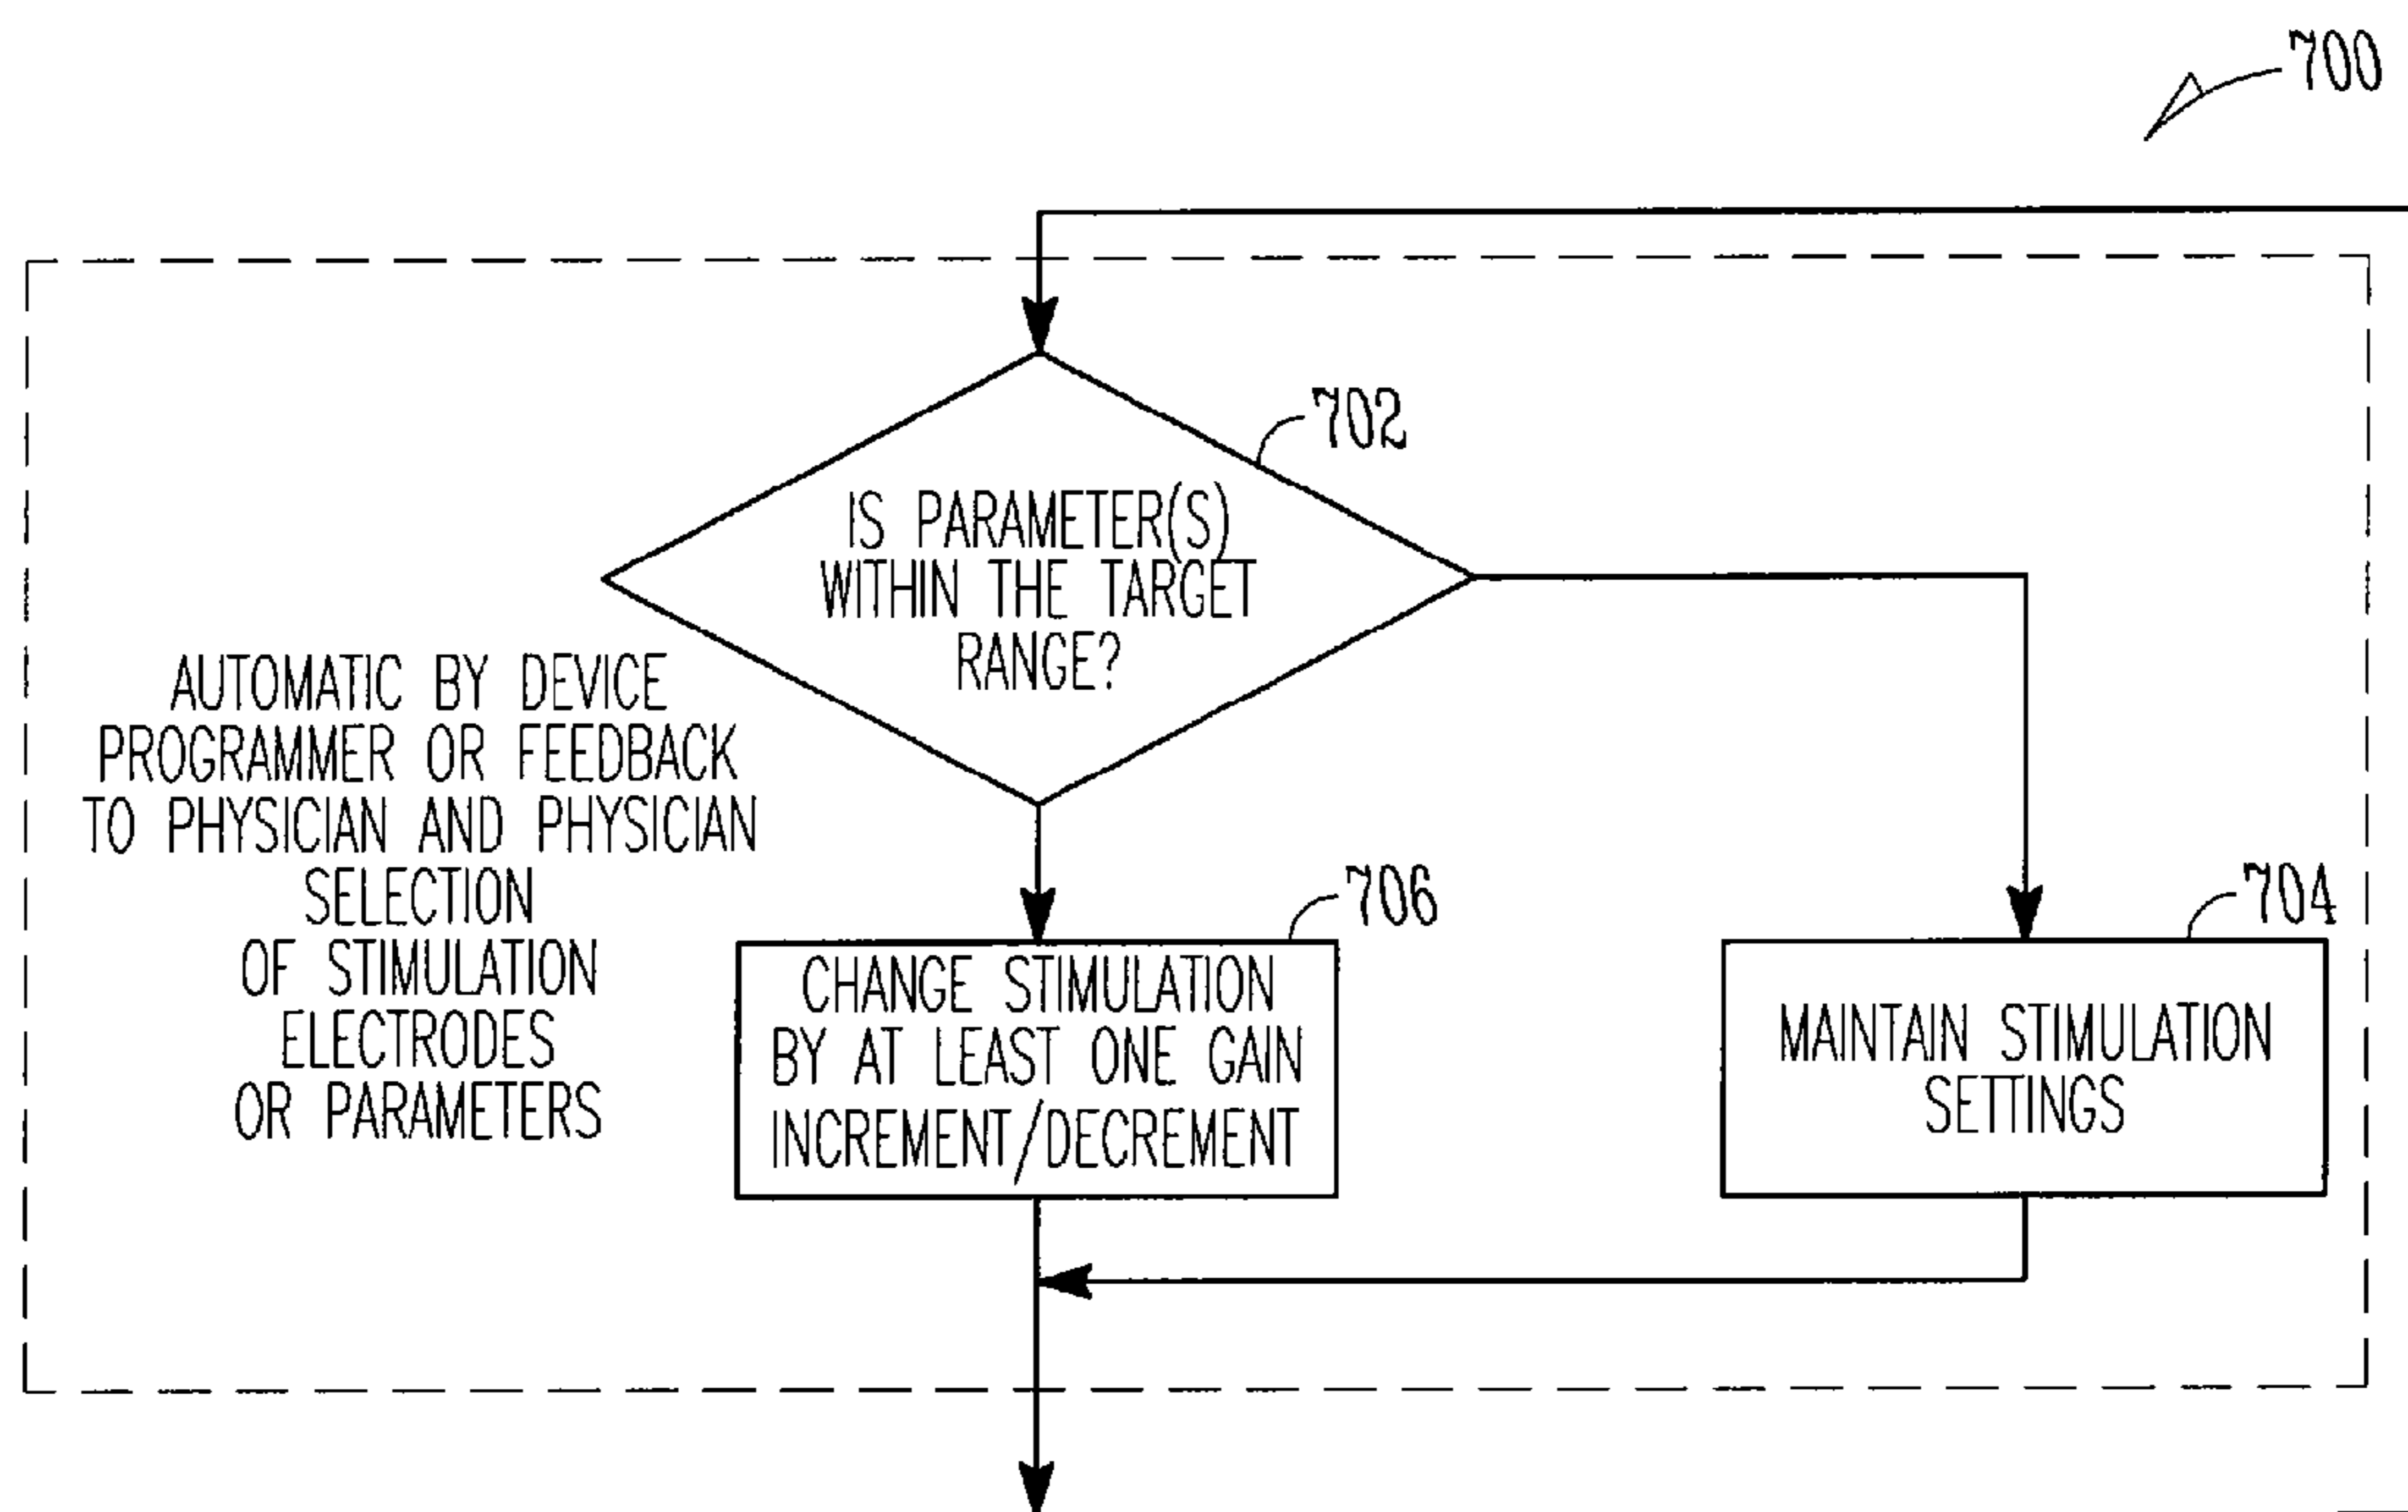 700
702
IS PARAMETER(S)
WITHIN THE TARGET
RANGE?
AUTOMATIC BY DEVICE
PROGRAMMER OR FEEDBACK
TO PHYSICIAN AND PHYSICIAN
SELECTION
OF STIMULATION
ELECTRODES
OR PARAMETERS
706
CHANGE STIMULATION
BY AT LEAST ONE GAIN
INCREMENT/DECREMENT
704
MAINTAIN STIMULATION
SETTINGS